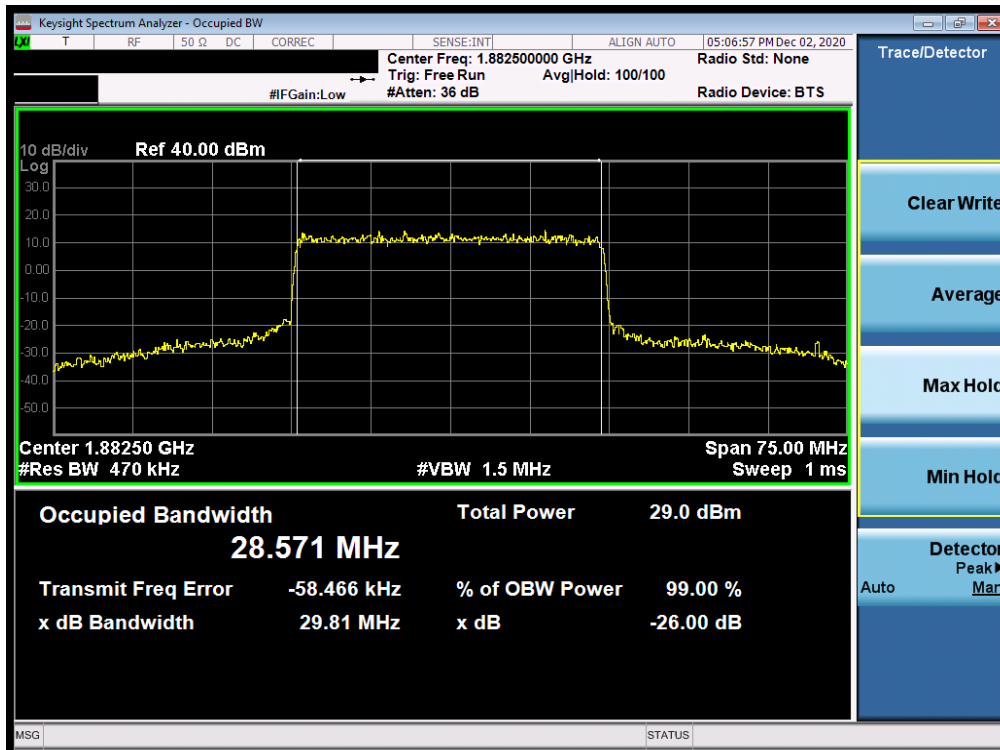 Keysight Spectrum Analyzer - Occupied BW
LXI T RF 50 Ω DC CORREC SENSE:INT ALIGN AUTO 05:06:57 PM Dec 02, 2020
Center Freq: 1.882500000 GHz Radio Std: None
Trig: Free Run Avg|Hold: 100/100
#IFGain:Low #Atten: 36 dB Radio Device: BTS
10 dB/div Ref 40.00 dBm
Log
30.0
20.0
10.0
0.00
-10.0
-20.0
-30.0
-40.0
-50.0
Center 1.88250 GHz Span 75.00 MHz
#Res BW 470 kHz #VBW 1.5 MHz Sweep 1 ms
Occupied Bandwidth Total Power 29.0 dBm
28.571 MHz
Transmit Freq Error -58.466 kHz % of OBW Power 99.00 %
x dB Bandwidth 29.81 MHz x dB -26.00 dB
MSG STATUS
Trace/Detector
Clear Write
Average
Max Hold
Min Hold
Detector
Peak
Auto Man